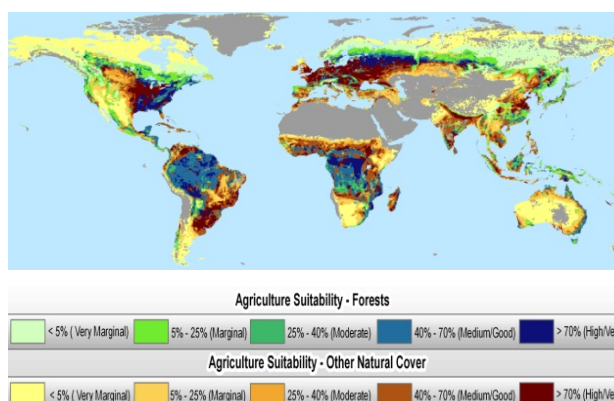 Agriculture Suitability - Forests
< 5% ( Very Marginal) 5% - 25% (Marginal) 25% - 40% (Moderate) 40% - 70% (Medium/Good) > 70% (High/Ve
Agriculture Suitability - Other Natural Cover
< 5% ( Very Marginal) 5% - 25% (Marginal) 25% - 40% (Moderate) 40% - 70% (Medium/Good) > 70% (High/Ve